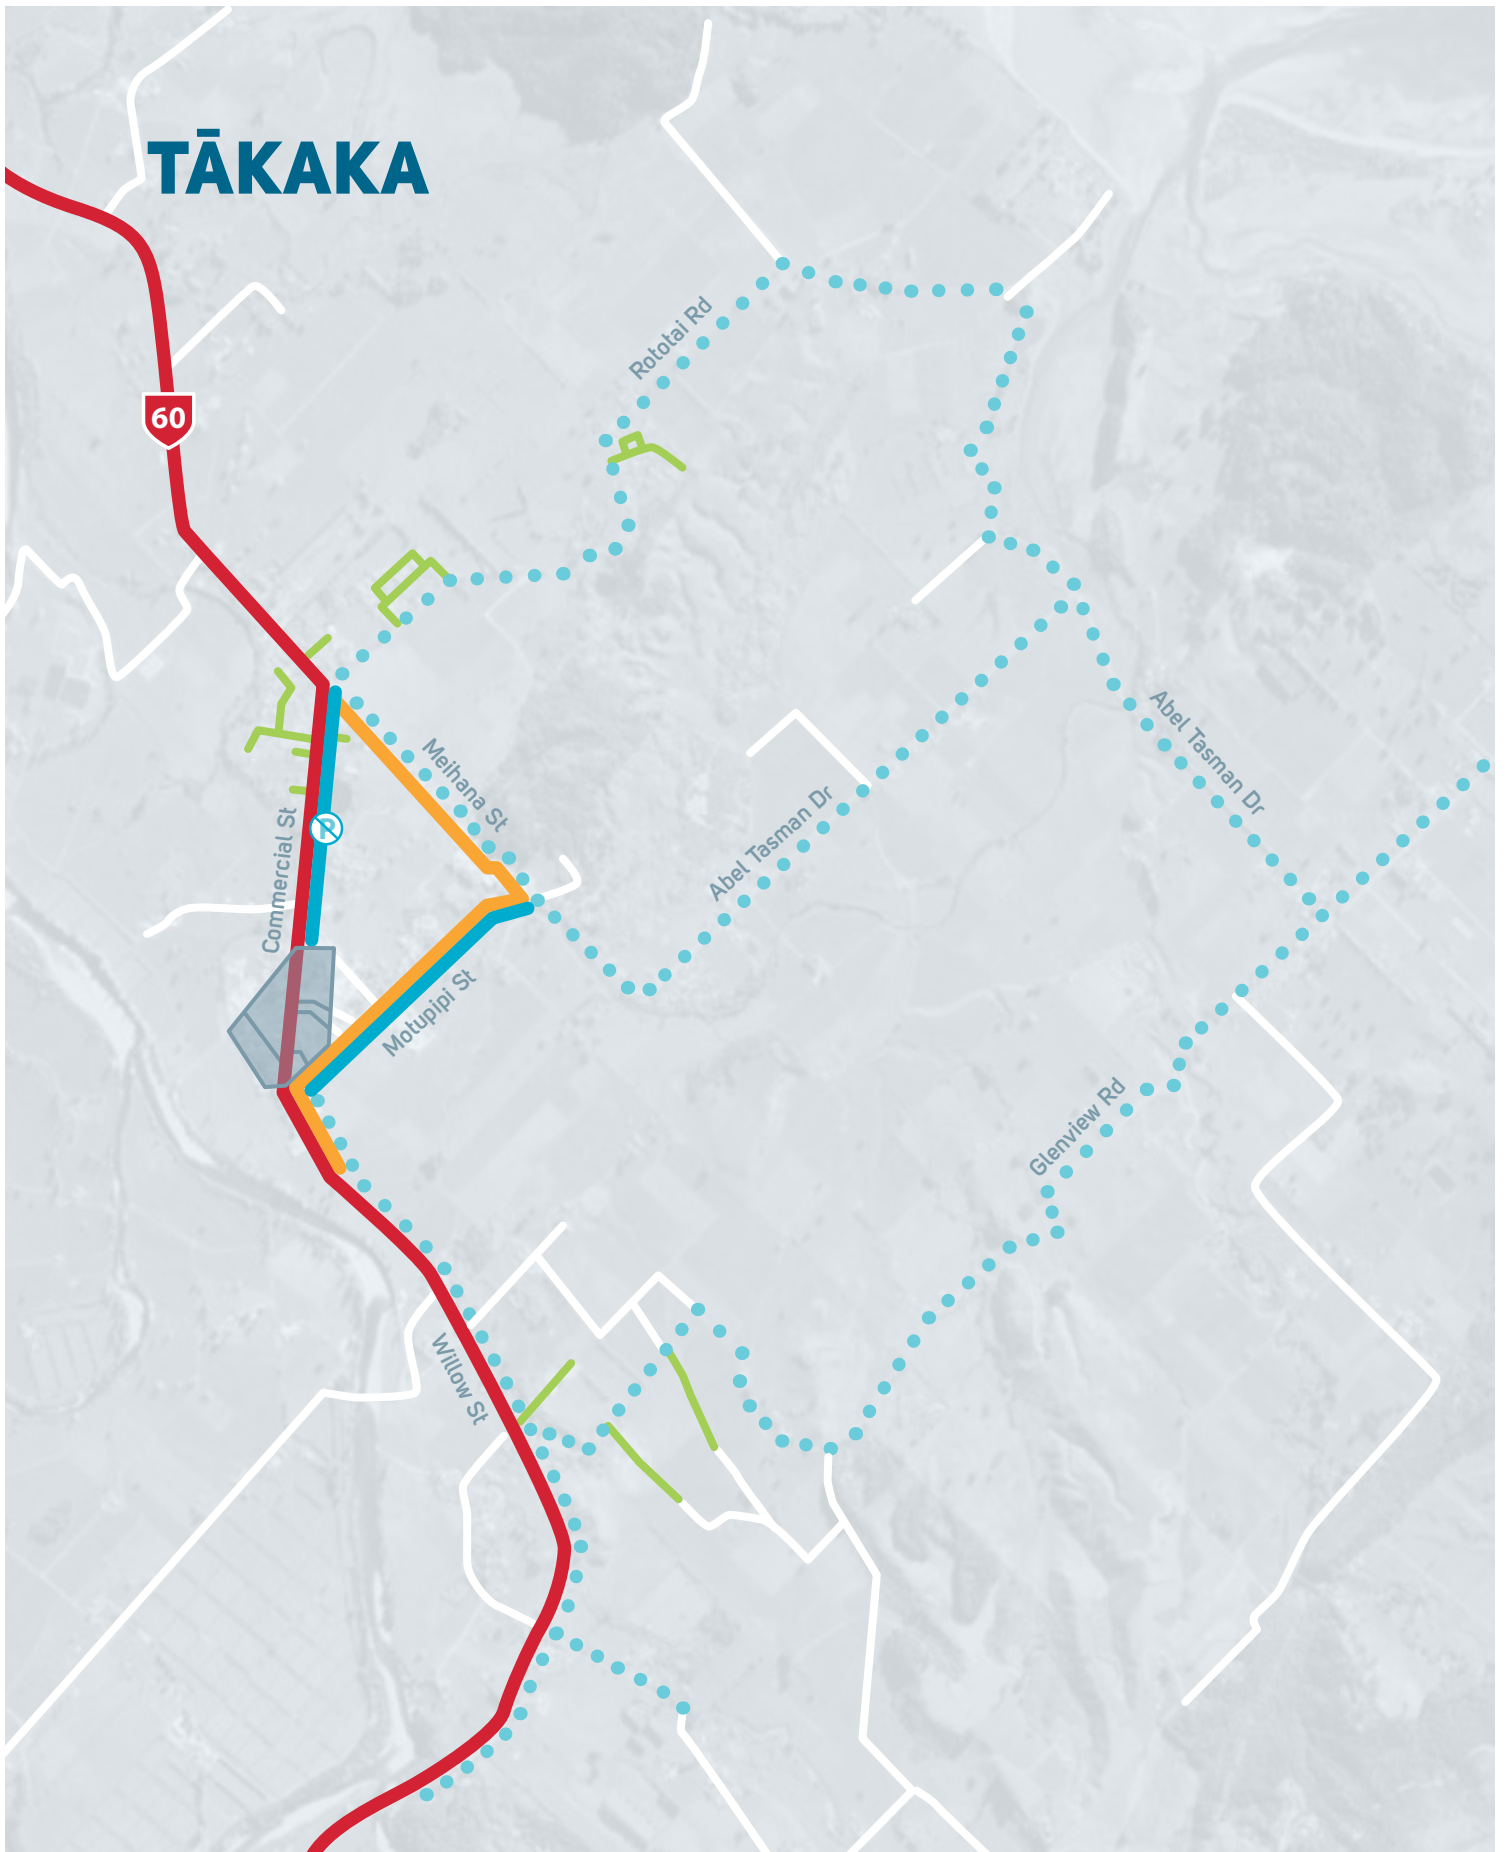 TĀKAKA
Rototai Rd
60
Abel Tasman Dr
Meihana St
Abel Tasman Dr
Commercial St
P
Motupipi St
Glenview Rd
Willow St